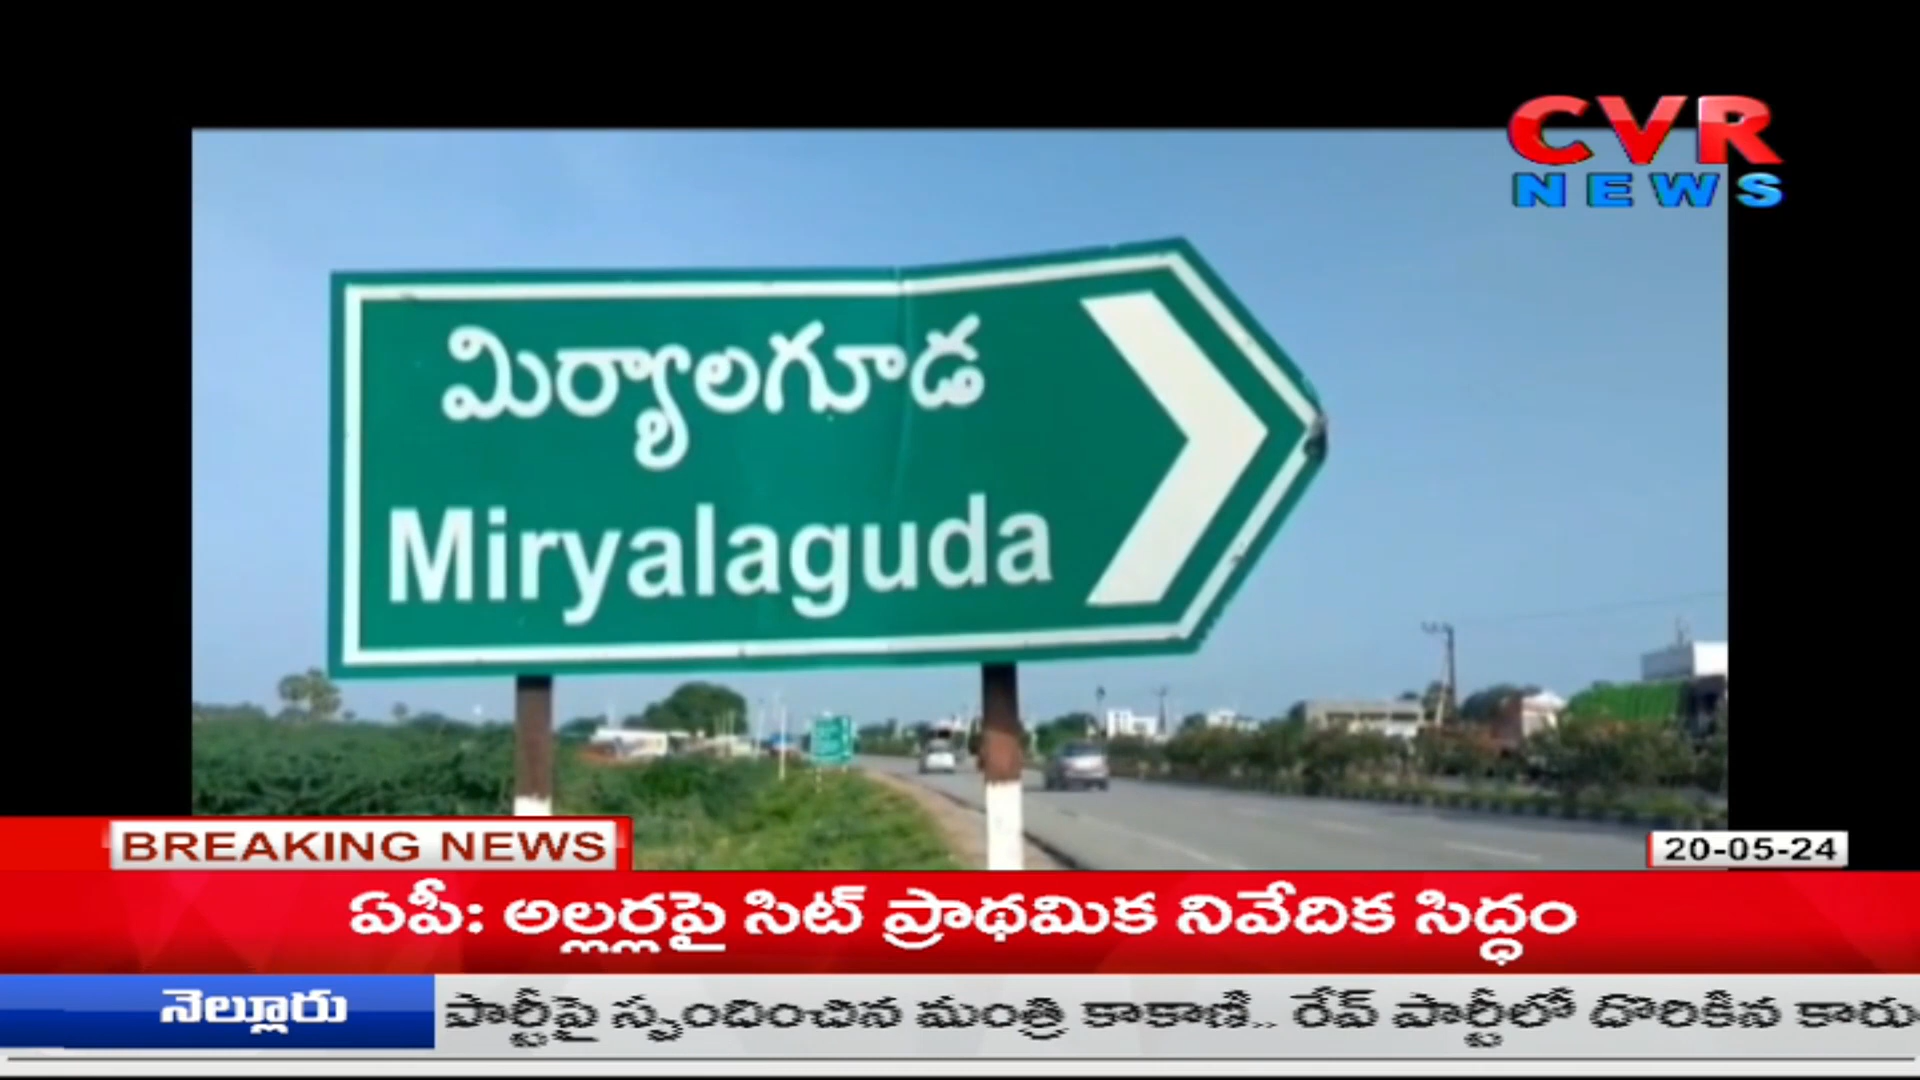 CVR
NEWS
మిర్యాలగూడ
Miryalaguda
BREAKING NEWS
20-05-24
ఏపీ: అల్లర్లపై సిట్ ప్రాథమిక నివేదిక సిద్ధం
నెల్లూరు
పార్టీపై స్పందించిన మంత్రి కాకాణి.. రేవ్ పార్టీలో దొరికిన కారు